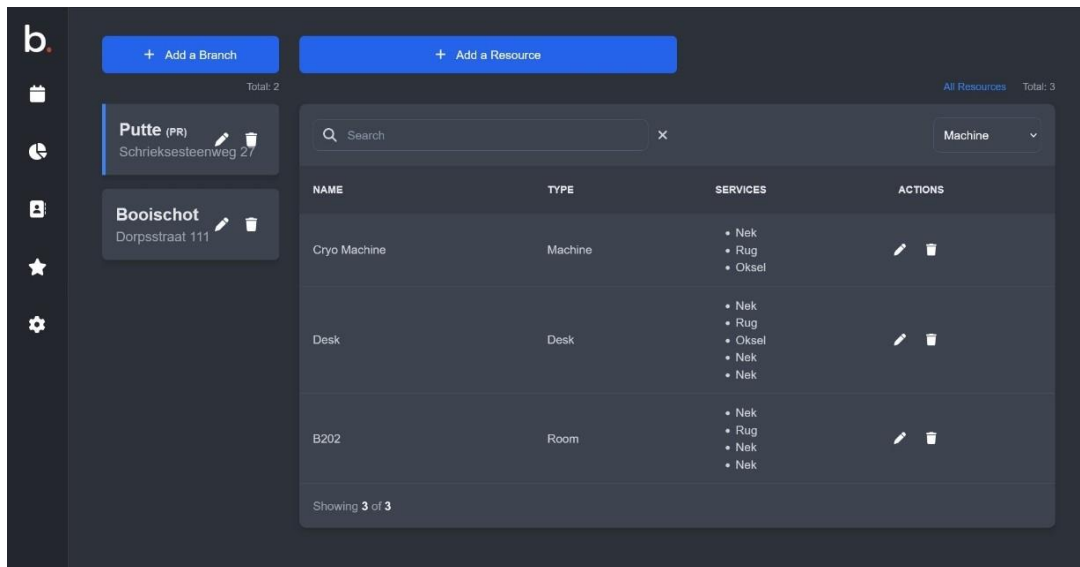 b.
+ Add a Branch
+ Add a Resource
Total: 2
All Resources Total: 3
Putte (PR)
Schrieksesteenweg 27
Booischot
Dorpsstraat 111
Search
Machine
NAME TYPE SERVICES ACTIONS
Cryo Machine Machine
• Nek
• Rug
• Oksel
Desk Desk
• Nek
• Rug
• Oksel
• Nek
• Nek
B202 Room
• Nek
• Rug
• Nek
• Nek
Showing 3 of 3